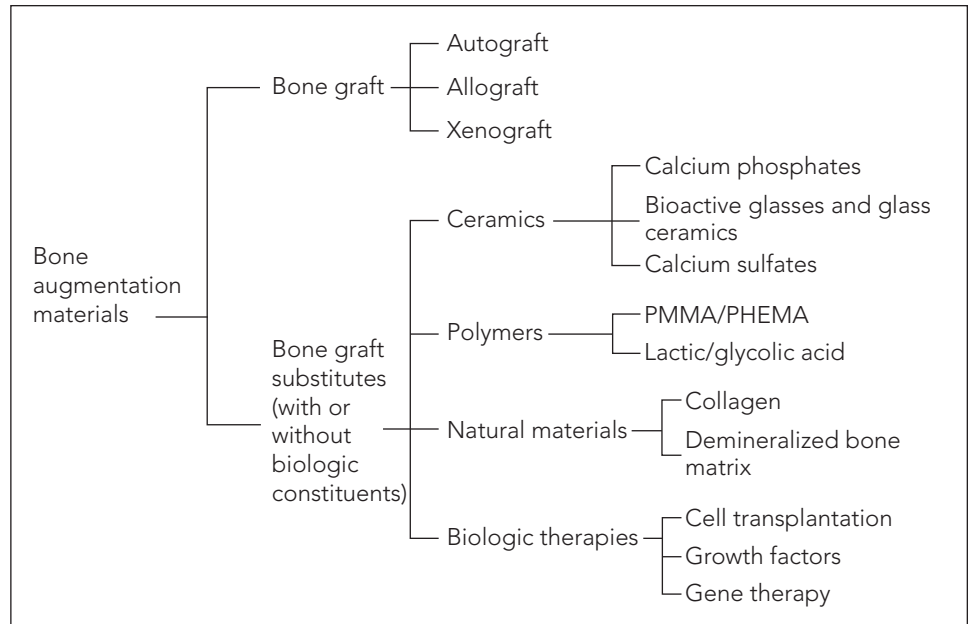 Autograft
Bone graft
Allograft
Xenograft
Calcium phosphates
Ceramics
Bioactive glasses and glass
ceramics
Calcium sulfates
Bone
augmentation
materials
PMMA/PHEMA
Polymers
Lactic/glycolic acid
Bone graft
substitutes
(with or
without
biologic
constituents)
Collagen
Natural materials
Demineralized bone
matrix
Cell transplantation
Biologic therapies
Growth factors
Gene therapy